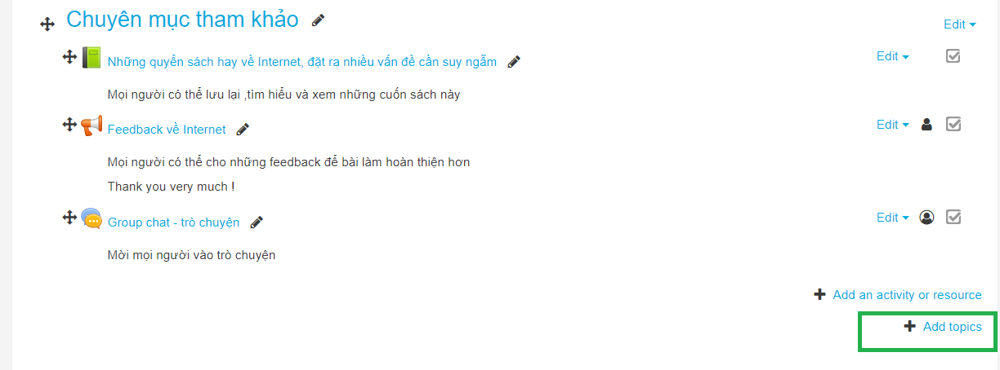 Chuyên mục tham khảo
Edit
Những quyển sách hay về Internet, đặt ra nhiều vấn đề cần suy ngẫm
Edit
Mọi người có thể lưu lại ,tìm hiểu và xem những cuốn sách này
Feedback về Internet
Edit
Mọi người có thể cho những feedback để bài làm hoàn thiện hơn
Thank you very much !
Group chat - trò chuyện
Edit
Mời mọi người vào trò chuyện
Add an activity or resource
Add topics